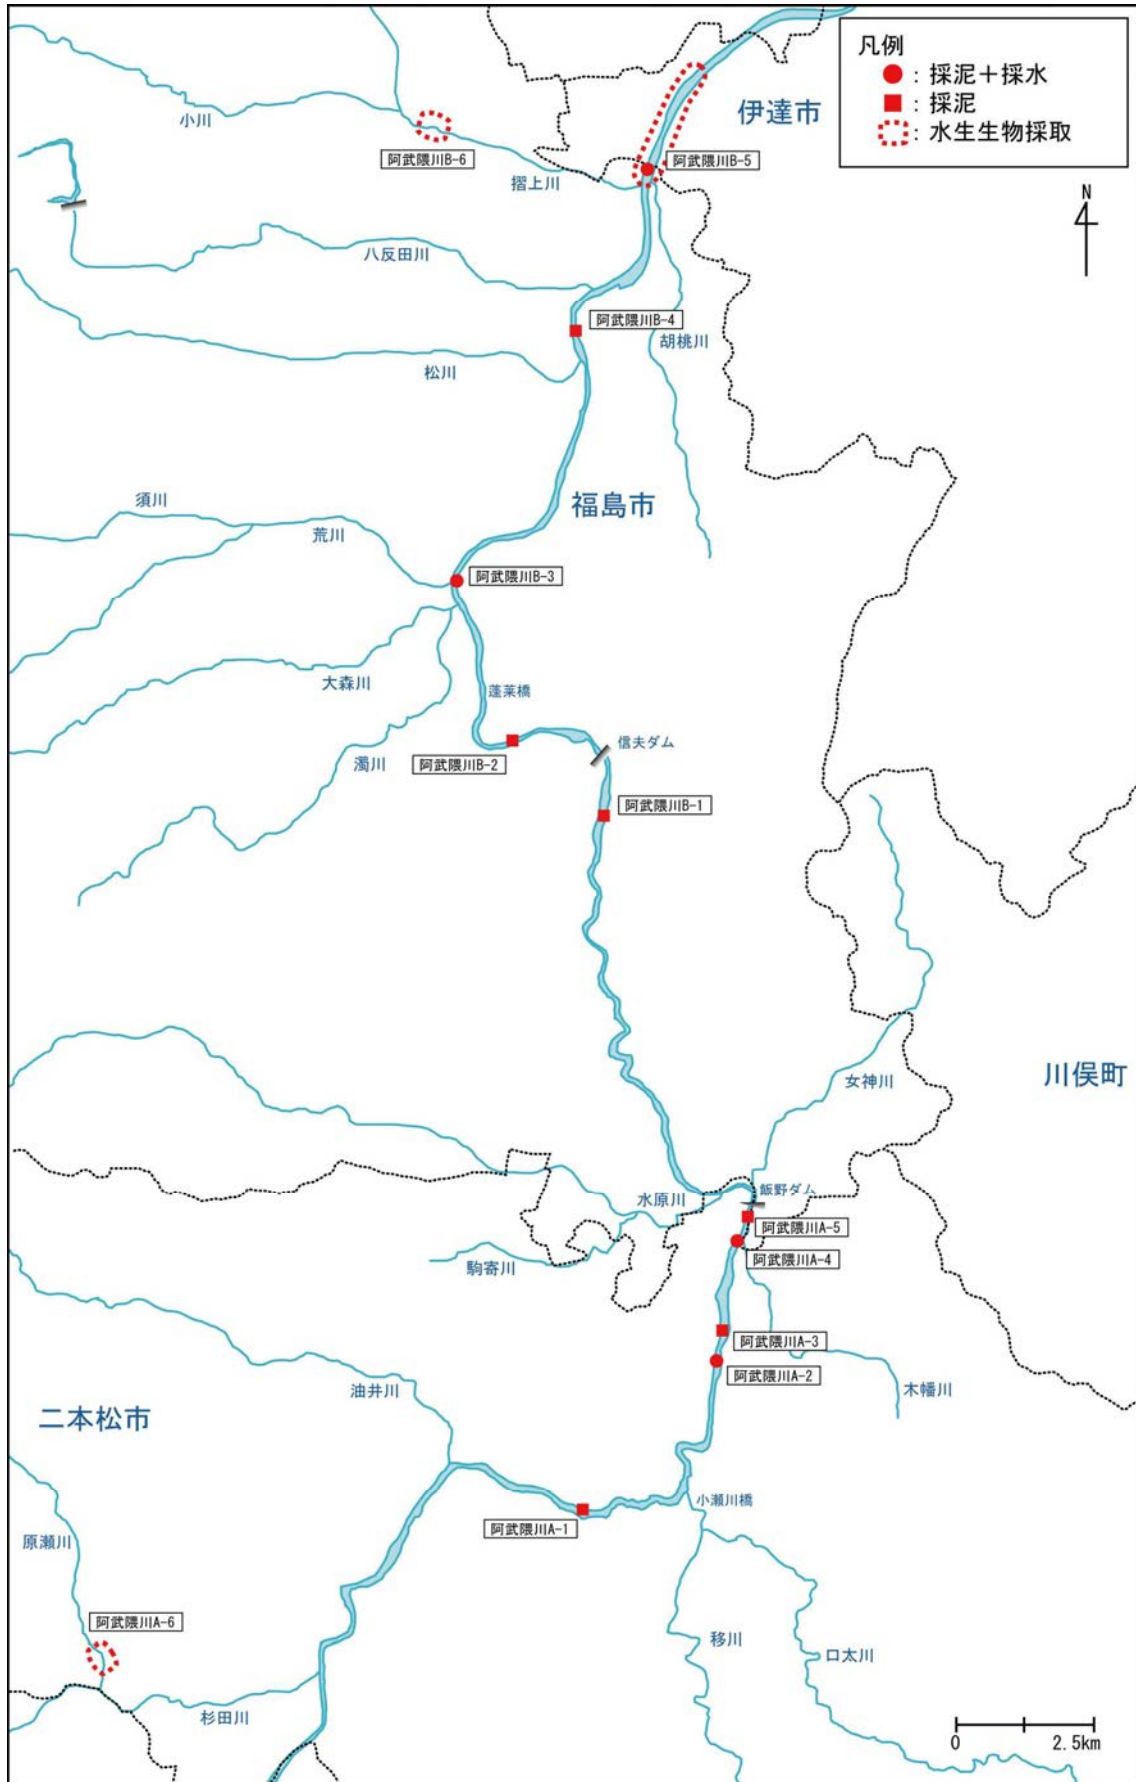 凡例
●：採泥＋採水
■：採泥
：水生生物採取
伊達市
N
小川
阿武隈川B-6
阿武隈川B-5
摺上川
八反田川
阿武隈川B-4
胡桃川
松川
福島市
須川
荒川
阿武隈川B-3
大森川
蓬莱橋
信夫ダム
濁川
阿武隈川B-2
阿武隈川B-1
川俣町
女神川
水原川
飯野ダム
阿武隈川A-5
阿武隈川A-4
駒寄川
阿武隈川A-3
阿武隈川A-2
木幡川
油井川
二本松市
小瀬川橋
阿武隈川A-1
原瀬川
阿武隈川A-6
移川
口太川
杉田川
0 2.5km